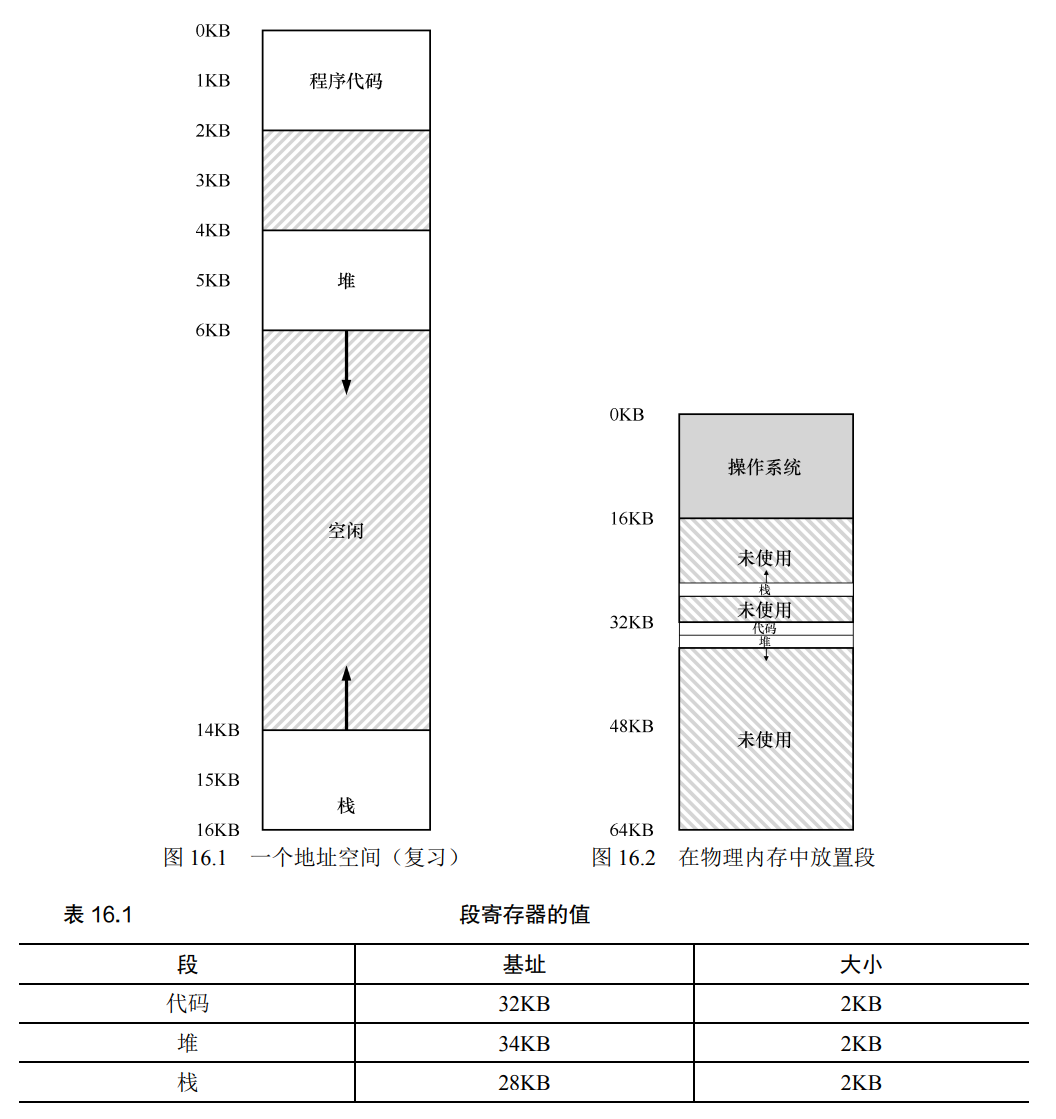 0KB
程序代码
1KB
2KB
3KB
4KB
堆
5KB
6KB
空闲
14KB
15KB
栈
16KB
图 16.1 一个地址空间（复习）
0KB
操作系统
16KB
未使用
栈
未使用
32KB
代码
堆
48KB
未使用
64KB
图 16.2 在物理内存中放置段
表 16.1 段寄存器的值
段 基址 大小
代码 32KB 2KB
堆 34KB 2KB
栈 28KB 2KB